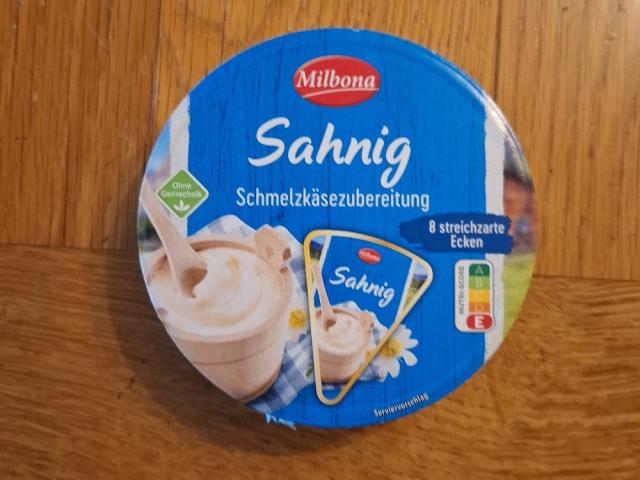 Milbona
Sahnig
Schmelzkäsezubereitung
Ohne
Gentechnik
8 streichzarte
Ecken
Milbona
Sahnig
NUTRI-SCORE
A
B
C
D
E
Serviervorschlag